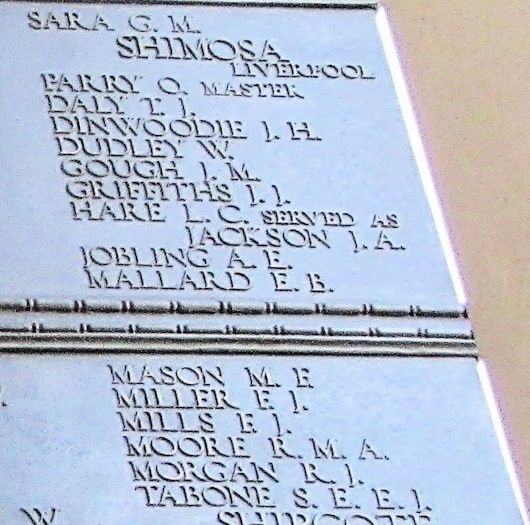 SARA G. M.
SHIMOSA
LIVERPOOL
PARRY O. MASTER
DALY T. J.
DINWOODIE J. H.
DUDLEY W.
GOUGH J. M.
GRIFFITHS J. J.
HARE L. C. SERVED AS
JACKSON J. A.
JOBLING A. E.
MALLARD E. B.
MASON M. F.
MILLER E. J.
MILLS E. J.
MOORE R. M. A.
MORGAN R. J.
TABONE S. E. E. J.
W.